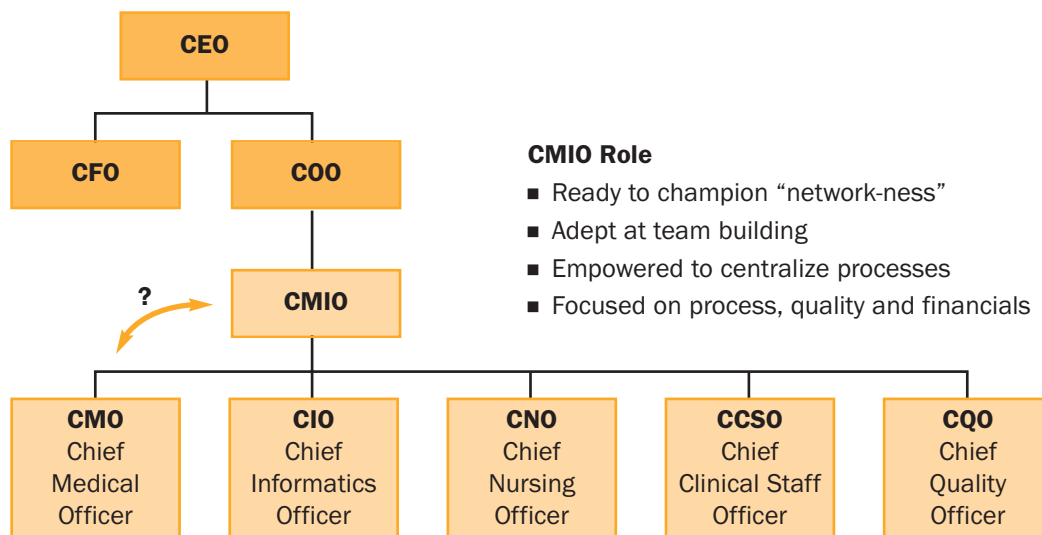 CEO
CFO
COO
CMIO Role
■ Ready to champion “network-ness”
■ Adept at team building
■ Empowered to centralize processes
■ Focused on process, quality and financials
?
CMIO
CMO
Chief
Medical
Officer
CIO
Chief
Informatics
Officer
CNO
Chief
Nursing
Officer
CCSO
Chief
Clinical Staff
Officer
CQO
Chief
Quality
Officer